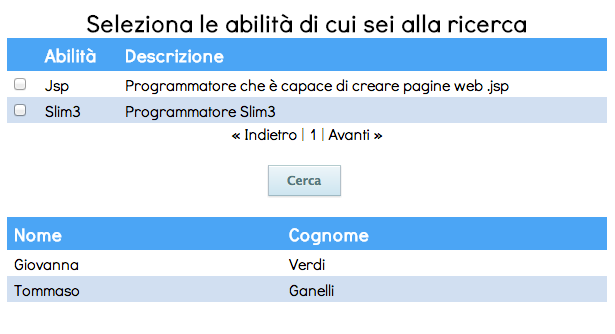 Seleziona le abilità di cui sei alla ricerca
Abilità Descrizione
Jsp Programmatore che è capace di creare pagine web .jsp
Slim3 Programmatore Slim3
« Indietro | 1 | Avanti »
Cerca
Nome Cognome
Giovanna Verdi
Tommaso Ganelli